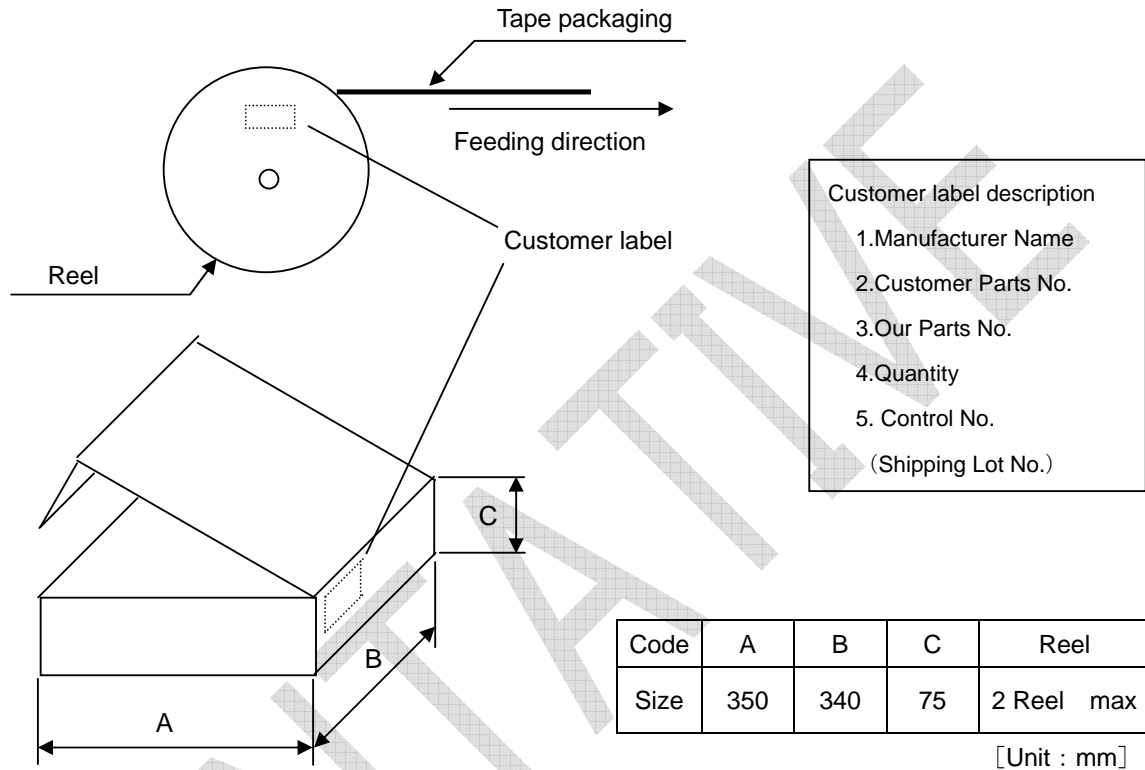 Tape packaging
Feeding direction
Customer label
Reel
Customer label description
1.Manufacturer Name
2.Customer Parts No.
3.Our Parts No.
4.Quantity
5. Control No.
（Shipping Lot No.）
C
B
A
Code A B C Reel
Size 350 340 75 2 Reel max
［Unit : mm］
TATIVE